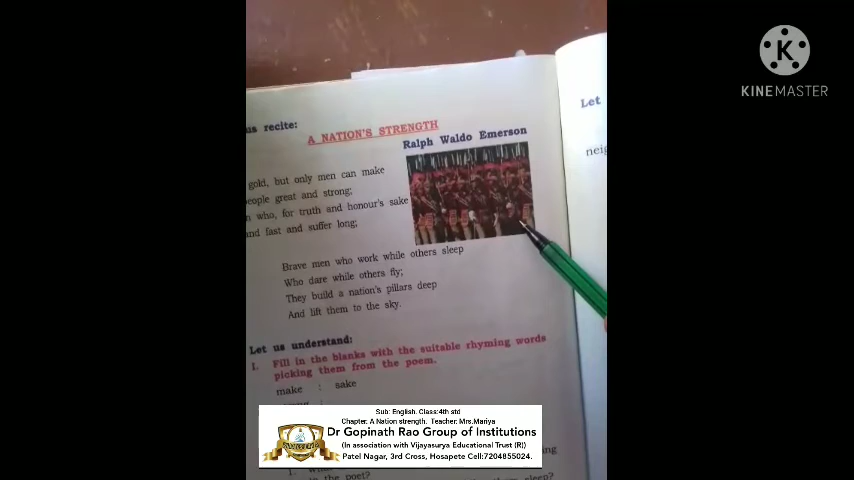 us recite:
A NATION'S STRENGTH
Ralph Waldo Emerson
gold, but only men can make
eople great and strong;
n who, for truth and honour's sake
nd fast and suffer long;
Brave men who work while others sleep
Who dare while others fly;
They build a nation's pillars deep
And lift them to the sky.
Let us understand:
1. Fill in the blanks with the suitable rhyming words
picking them from the poem.
make : sake
the poet?
sleep?
Let
neig
KINEMASTER
Sub: English. Class:4th std
Chapter: A Nation strength. Teacher: Mrs.Mariya
Dr Gopinath Rao Group of Institutions
(In association with Vijayasurya Educational Trust (R))
Patel Nagar, 3rd Cross, Hosapete Cell:7204855024.